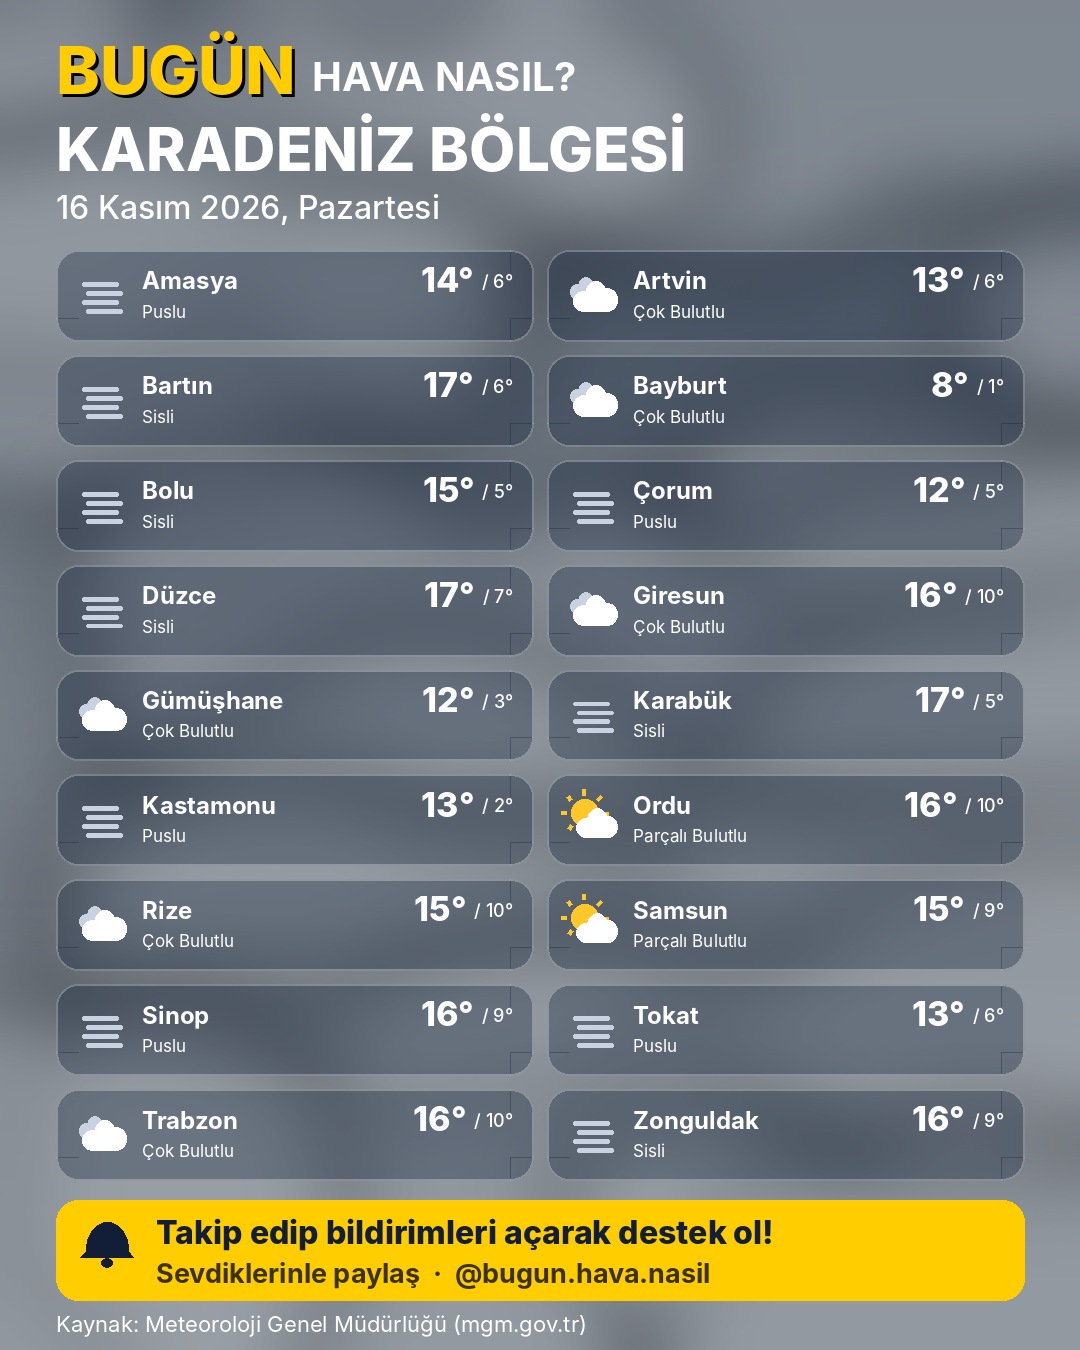 BUGÜN HAVA NASIL?
KARADENİZ BÖLGESİ
16 Kasım 2026, Pazartesi
Amasya 14° / 6°
Puslu
Artvin 13° / 6°
Çok Bulutlu
Bartın 17° / 6°
Sisli
Bayburt 8° / 1°
Çok Bulutlu
Bolu 15° / 5°
Sisli
Çorum 12° / 5°
Puslu
Düzce 17° / 7°
Sisli
Giresun 16° / 10°
Çok Bulutlu
Gümüşhane 12° / 3°
Çok Bulutlu
Karabük 17° / 5°
Sisli
Kastamonu 13° / 2°
Puslu
Ordu 16° / 10°
Parçalı Bulutlu
Rize 15° / 10°
Çok Bulutlu
Samsun 15° / 9°
Parçalı Bulutlu
Sinop 16° / 9°
Puslu
Tokat 13° / 6°
Puslu
Trabzon 16° / 10°
Çok Bulutlu
Zonguldak 16° / 9°
Sisli
Takip edip bildirimleri açarak destek ol!
Sevdiklerinle paylaş · @bugun.hava.nasil
Kaynak: Meteoroloji Genel Müdürlüğü (mgm.gov.tr)